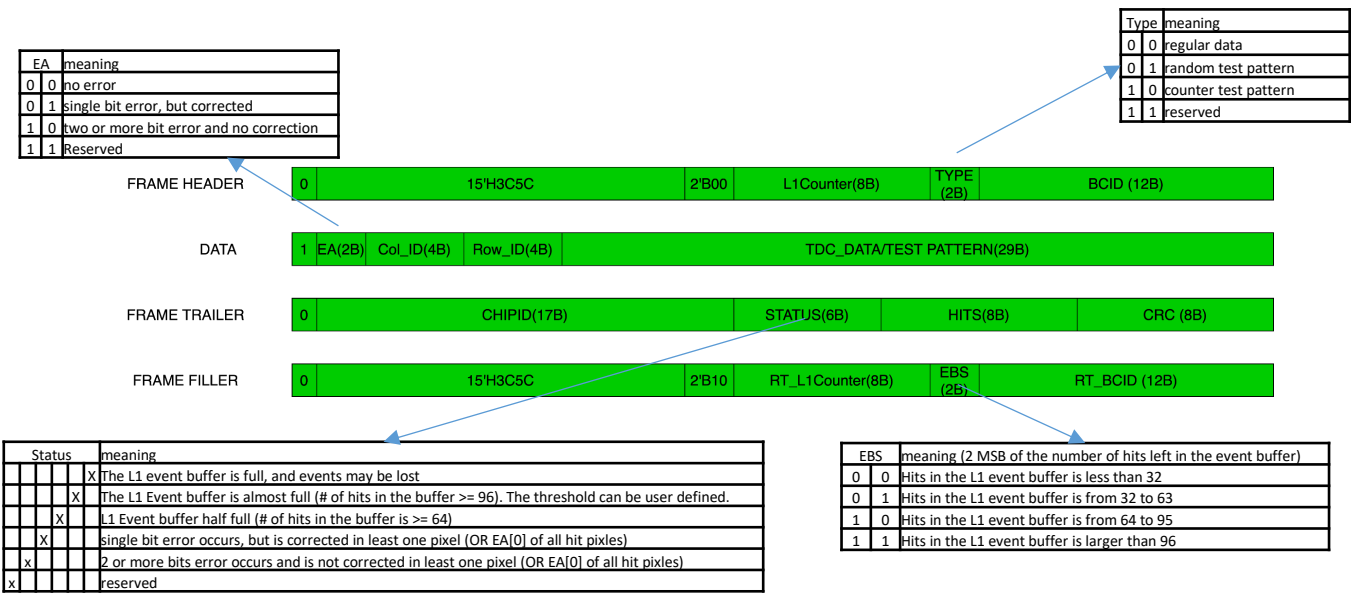 Type meaning
0 0 regular data
0 1 random test pattern
1 0 counter test pattern
1 1 reserved
EA meaning
0 0 no error
0 1 single bit error, but corrected
1 0 two or more bit error and no correction
1 1 Reserved
FRAME HEADER 0 15'H3C5C 2'B00 L1Counter(8B) TYPE (2B) BCID (12B)
DATA 1 EA(2B) Col_ID(4B) Row_ID(4B) TDC_DATA/TEST PATTERN(29B)
FRAME TRAILER 0 CHIPID(17B) STATUS(6B) HITS(8B) CRC (8B)
FRAME FILLER 0 15'H3C5C 2'B10 RT_L1Counter(8B) EBS (2B) RT_BCID (12B)
Status meaning
X The L1 event buffer is full, and events may be lost
X The L1 Event buffer is almost full (# of hits in the buffer >= 96). The threshold can be user defined.
X L1 Event buffer half full (# of hits in the buffer is >= 64)
X single bit error occurs, but is corrected in least one pixel (OR EA[0] of all hit pixles)
x 2 or more bits error occurs and is not corrected in least one pixel (OR EA[0] of all hit pixles)
x reserved
EBS meaning (2 MSB of the number of hits left in the event buffer)
0 0 Hits in the L1 event buffer is less than 32
0 1 Hits in the L1 event buffer is from 32 to 63
1 0 Hits in the L1 event buffer is from 64 to 95
1 1 Hits in the L1 event buffer is larger than 96